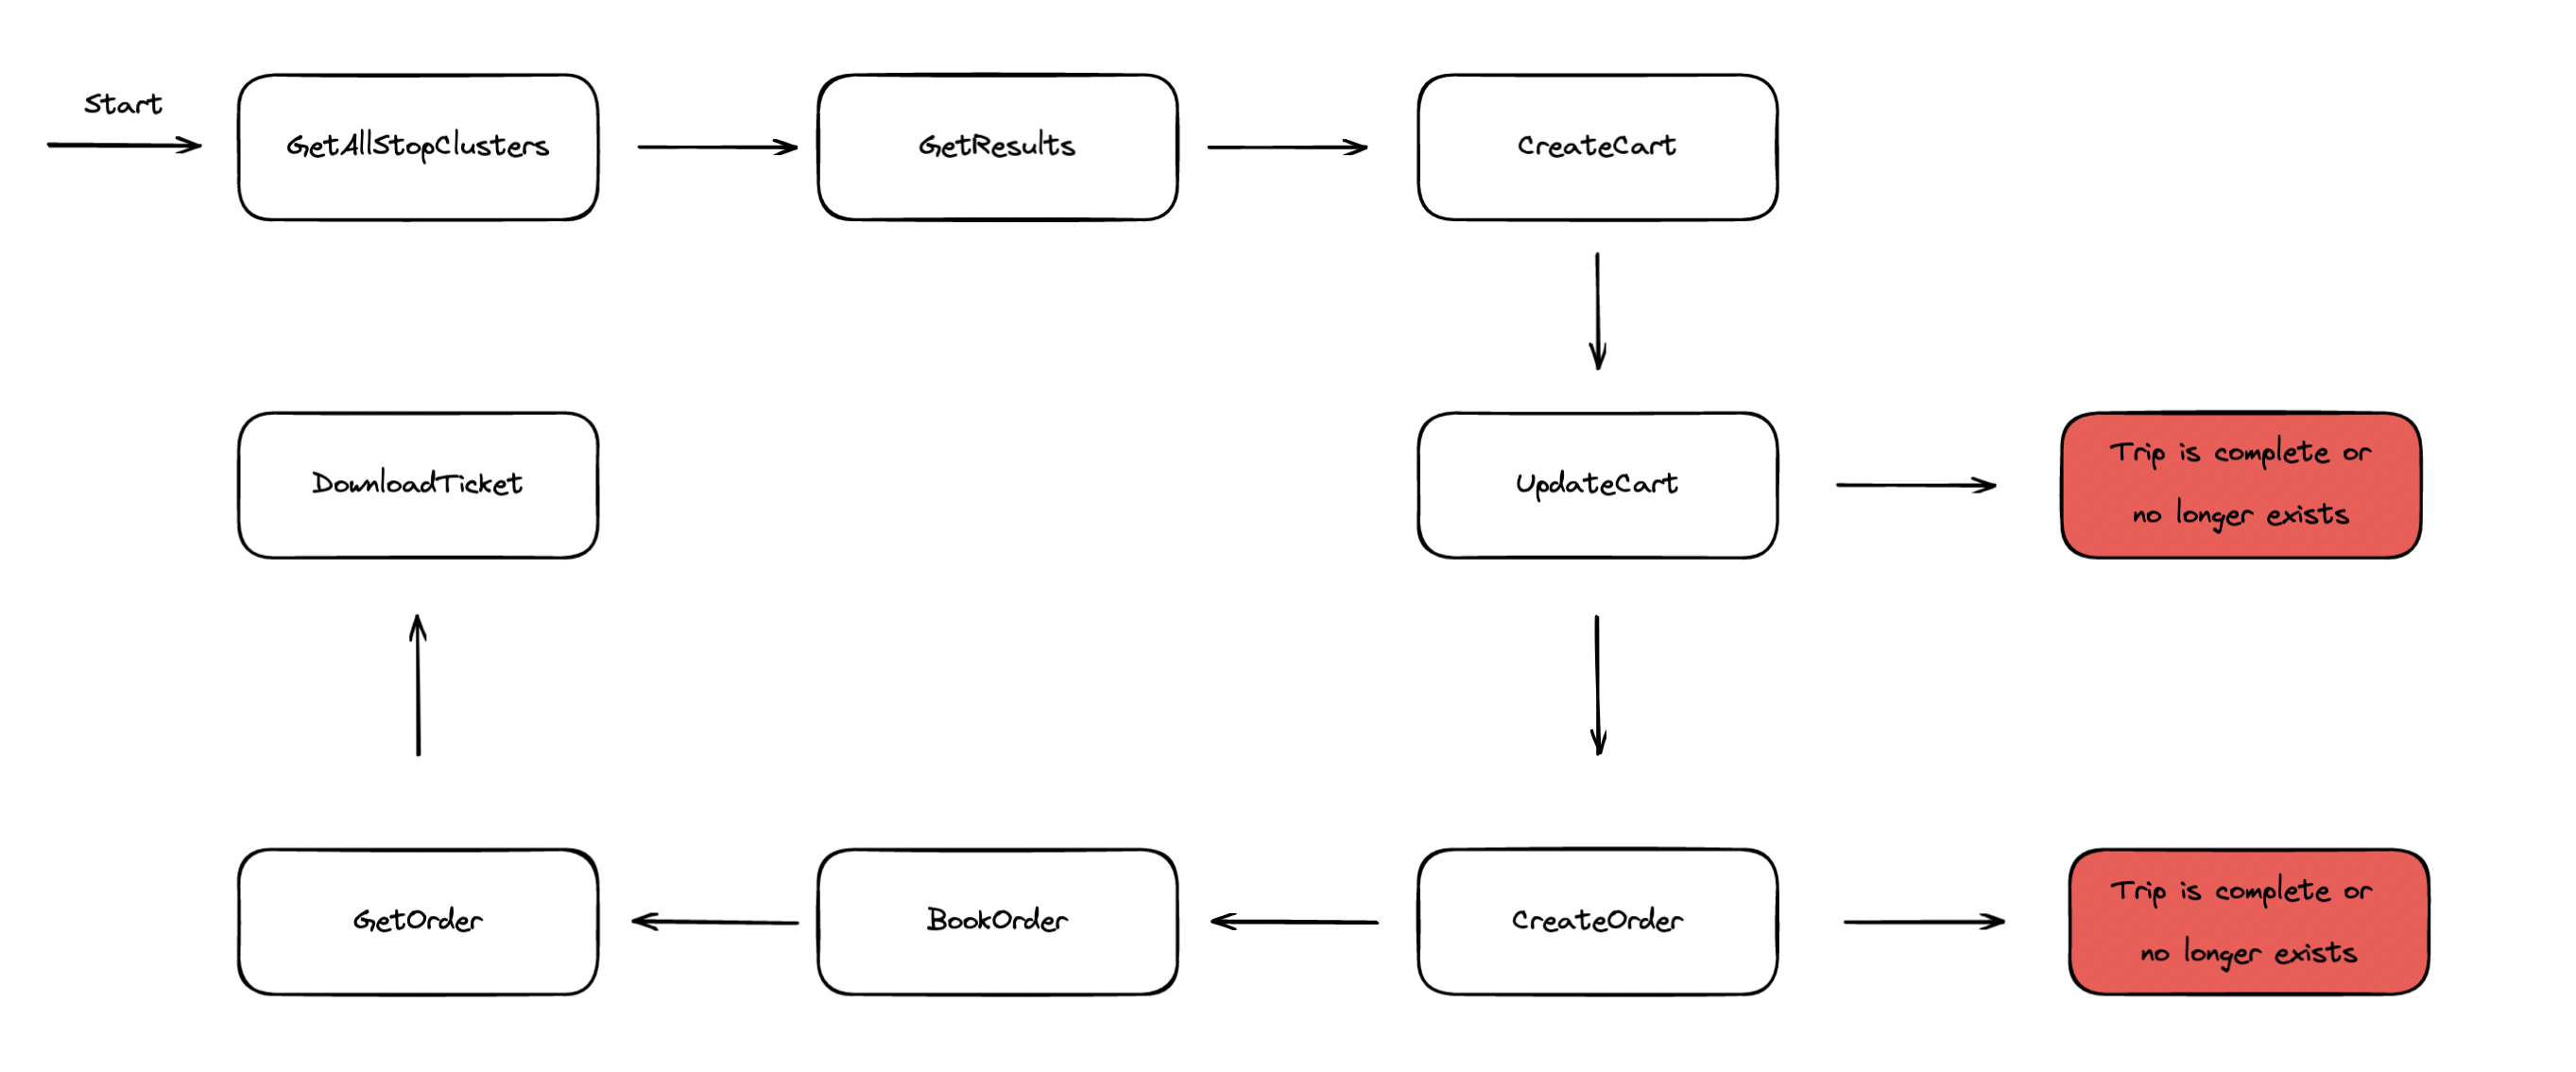 Start
GetAllStopClusters
GetResults
CreateCart
DownloadTicket
UpdateCart
Trip is complete or
no longer exists
GetOrder
BookOrder
CreateOrder
Trip is complete or
no longer exists